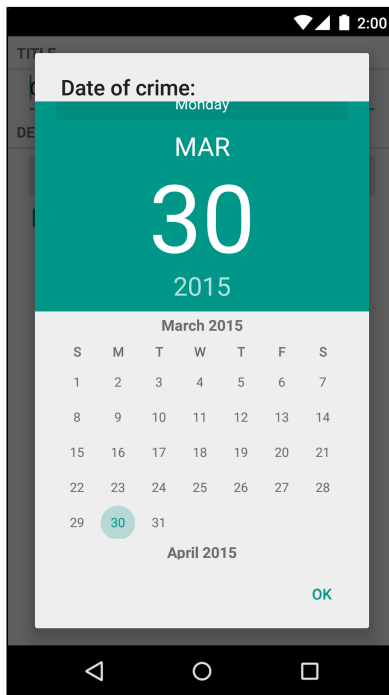 2:00
TITLE
Date of crime:
DE
Monday
MAR
30
2015
March 2015
S M T W T F S
1 2 3 4 5 6 7
8 9 10 11 12 13 14
15 16 17 18 19 20 21
22 23 24 25 26 27 28
29 30 31
April 2015
OK